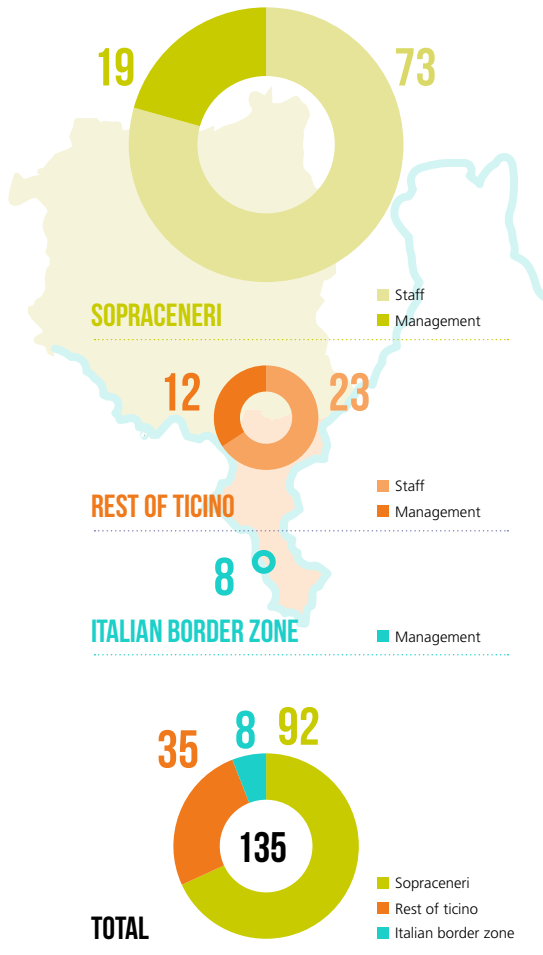 19
73
SOPRACENERI
Staff
Management
12
23
REST OF TICINO
Staff
Management
8
ITALIAN BORDER ZONE
Management
35
8
92
135
TOTAL
Sopraceneri
Rest of ticino
Italian border zone